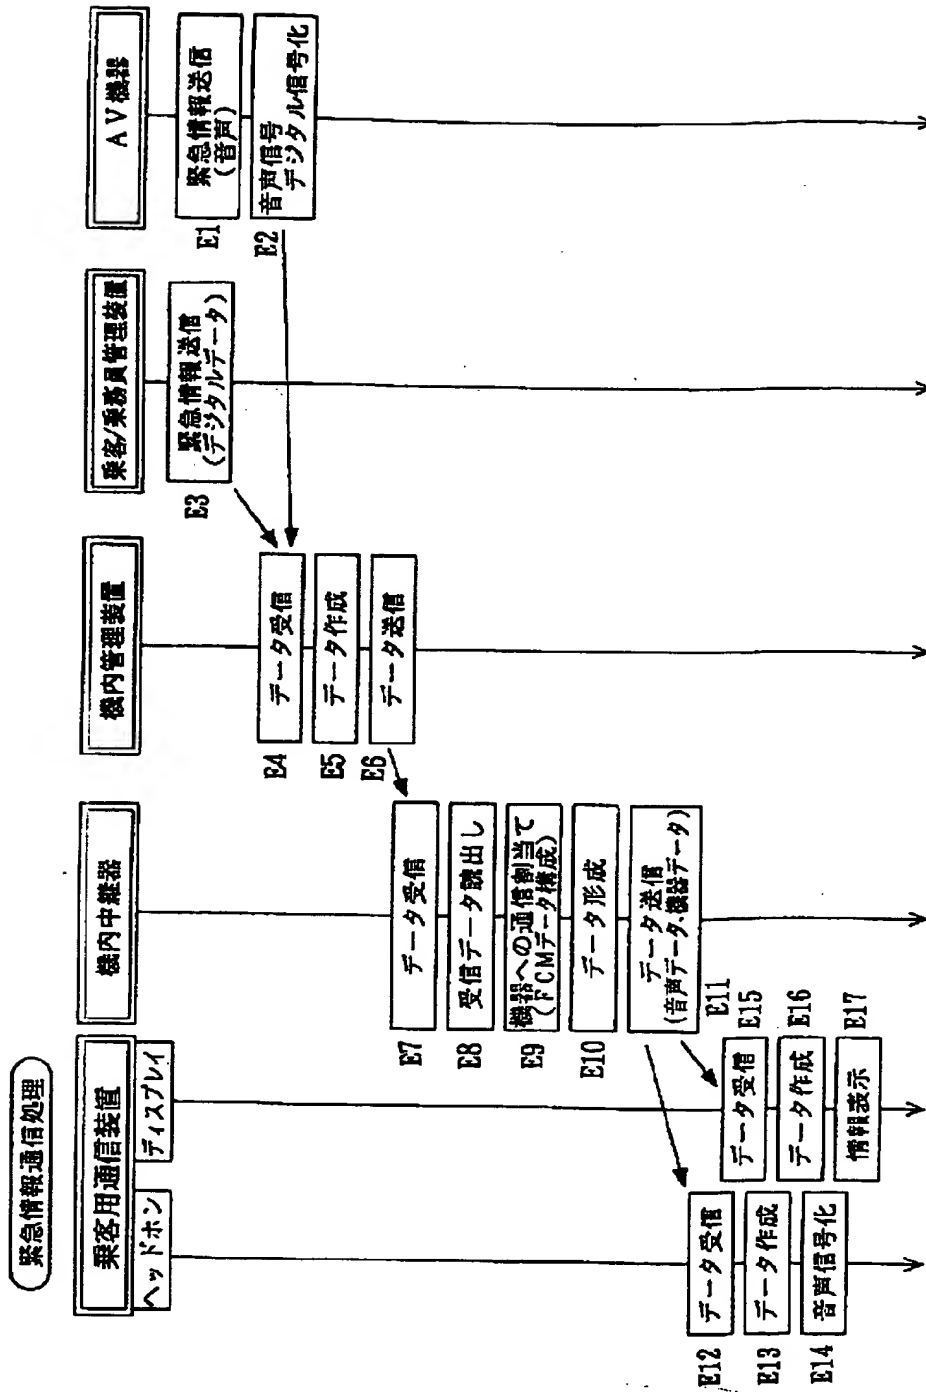 緊急情報通信処理
乗客用通信装置
ヘッドホン
ディスプレイ
機内中継器
機内管理装置
乗客/乗務員管理装置
AV機器
E1
緊急情報送信
(音声)
E2
音声信号
デジタル信号化
E3
緊急情報送信
(デジタルデータ)
E4
データ受信
E5
データ作成
E6
データ送信
E7
データ受信
E8
受信データ読出し
E9
機器への通信割当て
(FCMデータ構成)
E10
データ形成
E11
データ送信
(音声データ・機器データ)
E12
データ受信
E13
データ作成
E14
音声信号化
E15
データ受信
E16
データ作成
E17
情報表示